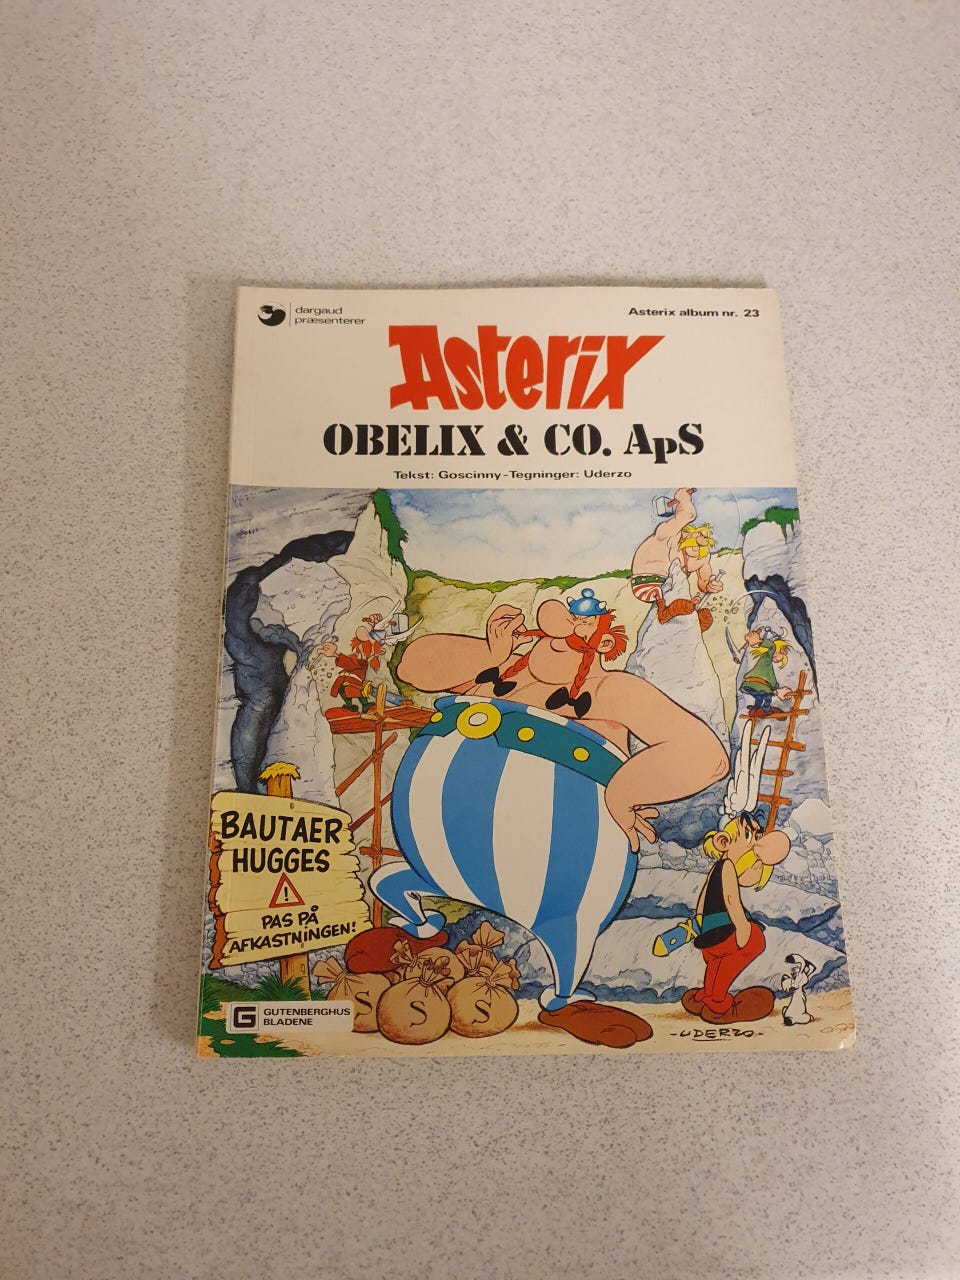 dargaud
præsenterer
Asterix album nr. 23
Asterix
OBELIX & CO. ApS
Tekst: Goscinny-Tegninger: Uderzo
BAUTAER
HUGGES
!
PAS PÅ
AFKASTNINGEN!
S S S
G GUTENBERGHUS
BLADENE
-UDERZO-